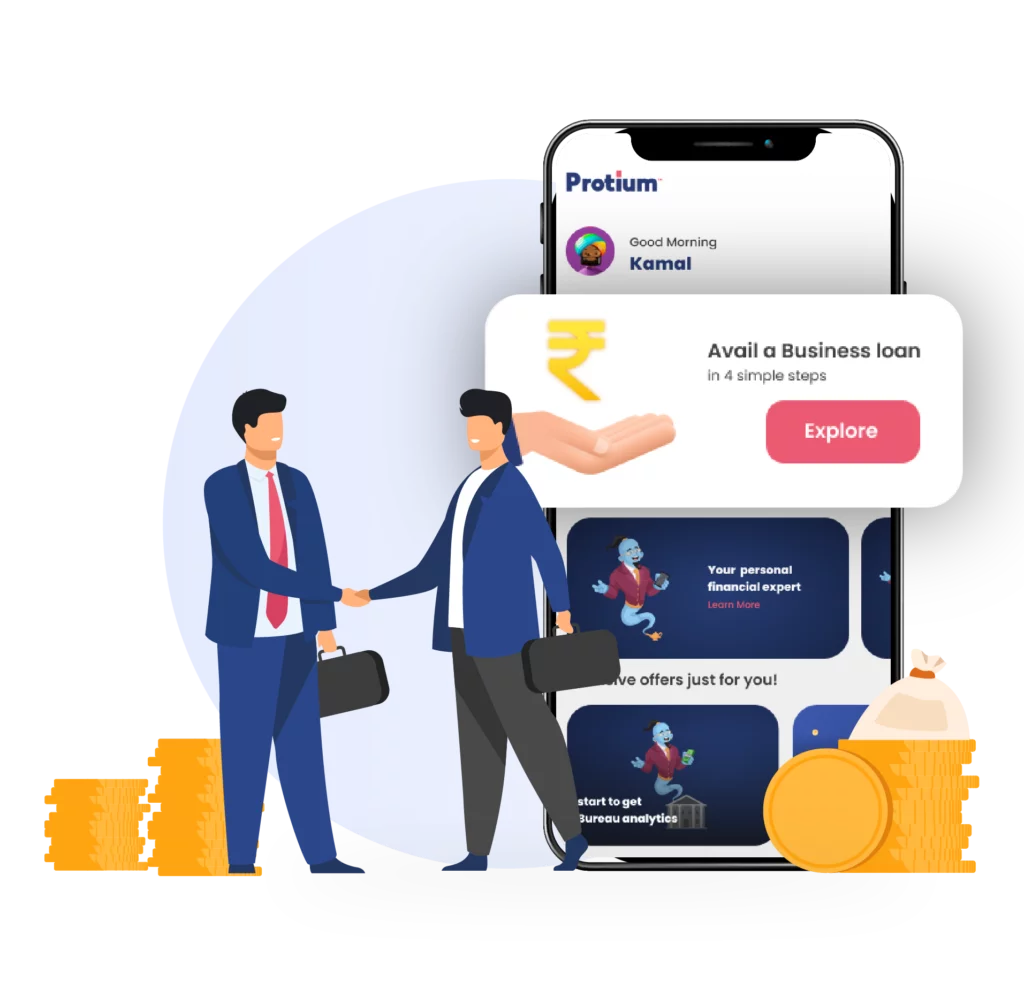 Protium
Good Morning
Kamal
Avail a Business loan
in 4 simple steps
Explore
Your personal
financial expert
Learn More
offers just for you!
start to get
Bureau analytics